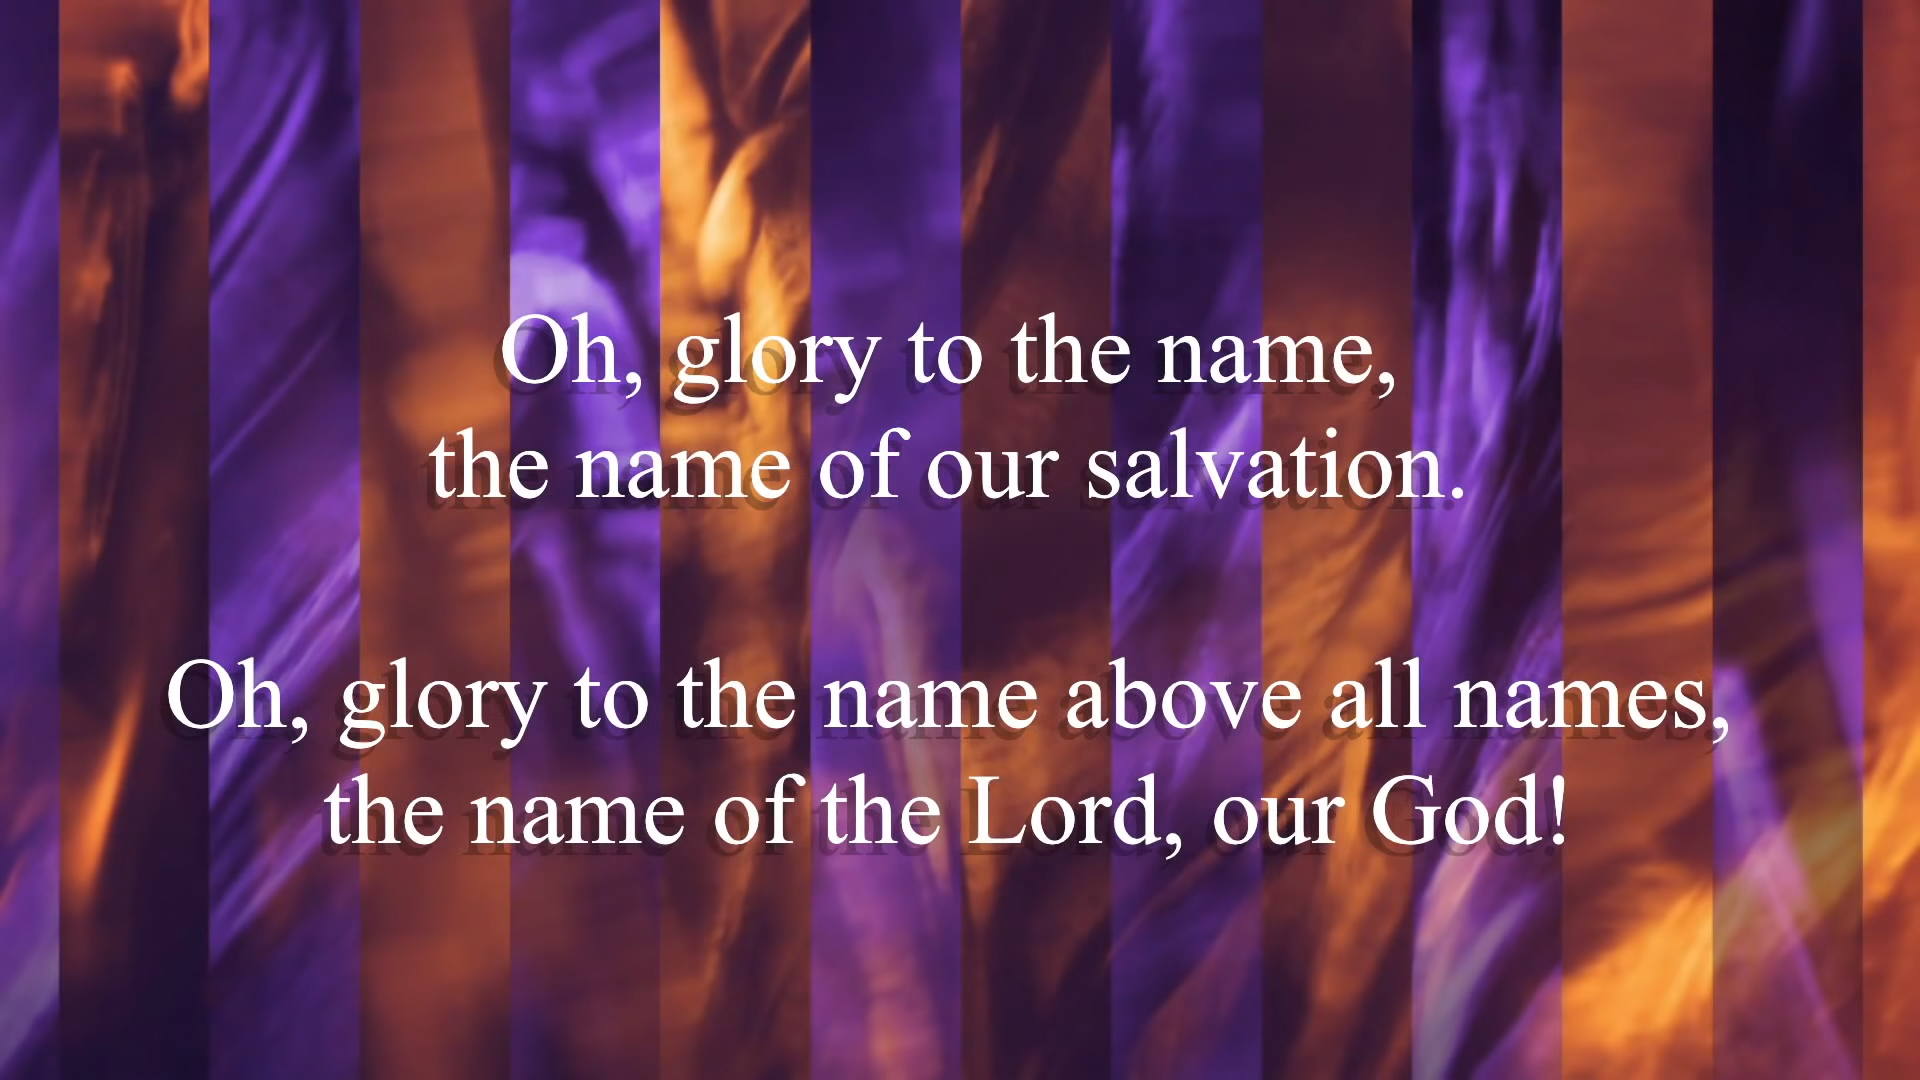 Oh, glory to the name,
the name of our salvation.
Oh, glory to the name above all names,
the name of the Lord, our God!